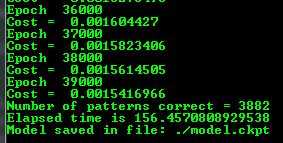 Epoch  36000
Cost =  0.001604427
Epoch  37000
Cost =  0.0015823406
Epoch  38000
Cost =  0.0015614505
Epoch  39000
Cost =  0.0015416966
Number of patterns correct = 3882
Elapsed time is 156.4570808929538
Model saved in file: ./model.ckpt